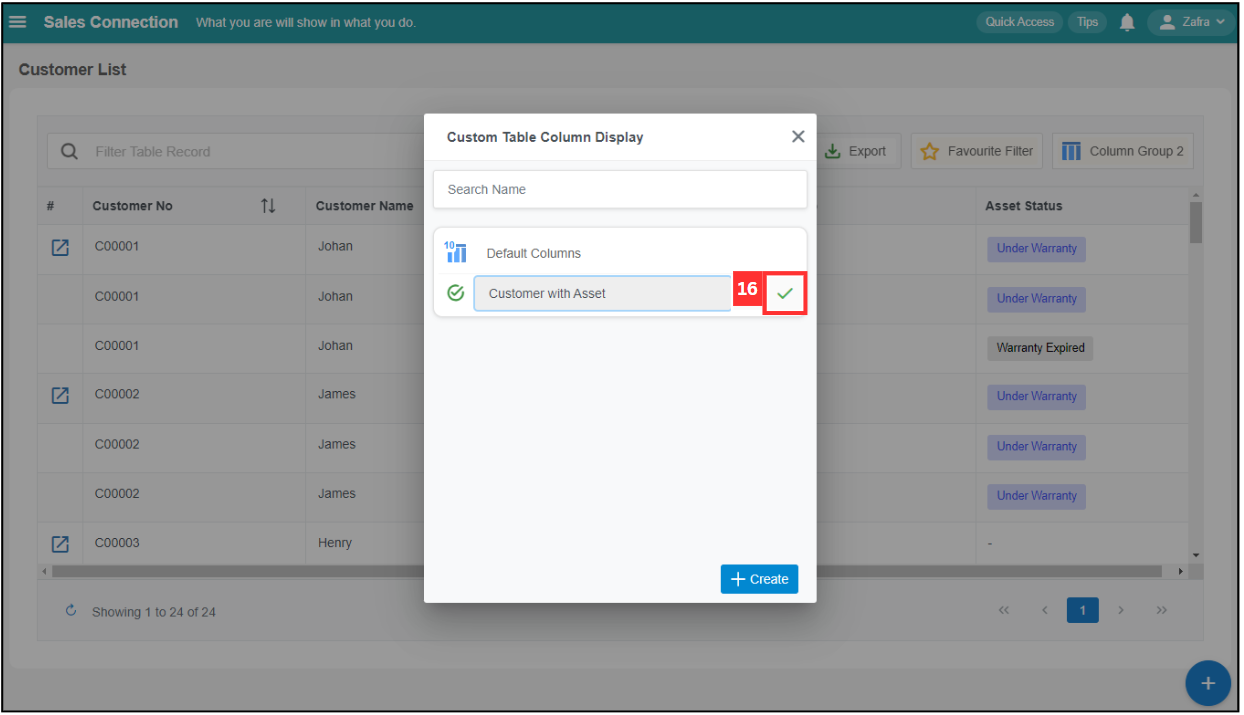 Sales Connection What you are will show in what you do. Quick Access Tips Zafra
Customer List
Custom Table Column Display
Filter Table Record Export Favourite Filter Column Group 2
Search Name
# Customer No Customer Name Asset Status
C00001 Johan Under Warranty
10 Default Columns
Customer with Asset 16
C00001 Johan Under Warranty
C00001 Johan Warranty Expired
C00002 James Under Warranty
C00002 James Under Warranty
C00002 James Under Warranty
C00003 Henry -
+ Create
Showing 1 to 24 of 24 << < 1 > >>
+